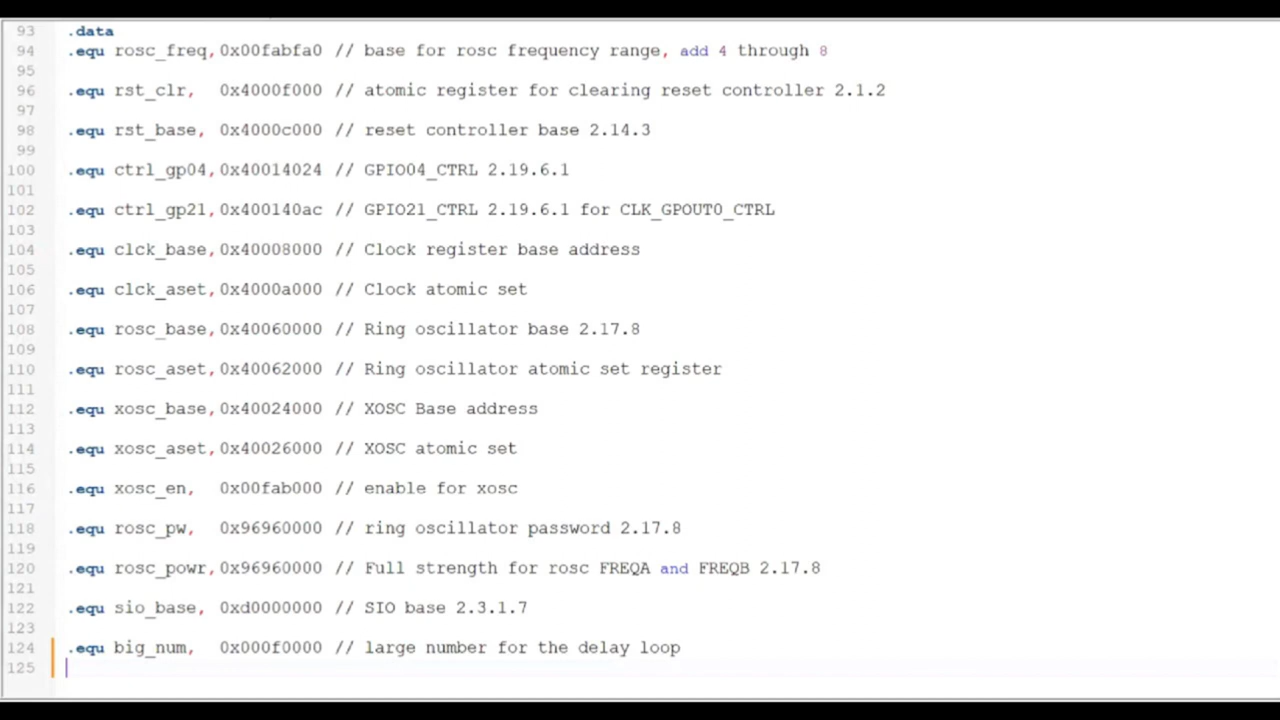 93 .data
94 .equ rosc_freq,0x00fabfa0 // base for rosc frequency range, add 4 through 8
95
96 .equ rst_clr, 0x4000f000 // atomic register for clearing reset controller 2.1.2
97
98 .equ rst_base, 0x4000c000 // reset controller base 2.14.3
99
100 .equ ctrl_gp04,0x40014024 // GPIO04_CTRL 2.19.6.1
101
102 .equ ctrl_gp21,0x400140ac // GPIO21_CTRL 2.19.6.1 for CLK_GPOUT0_CTRL
103
104 .equ clck_base,0x40008000 // Clock register base address
105
106 .equ clck_aset,0x4000a000 // Clock atomic set
107
108 .equ rosc_base,0x40060000 // Ring oscillator base 2.17.8
109
110 .equ rosc_aset,0x40062000 // Ring oscillator atomic set register
111
112 .equ xosc_base,0x40024000 // XOSC Base address
113
114 .equ xosc_aset,0x40026000 // XOSC atomic set
115
116 .equ xosc_en, 0x00fab000 // enable for xosc
117
118 .equ rosc_pw, 0x96960000 // ring oscillator password 2.17.8
119
120 .equ rosc_powr,0x96960000 // Full strength for rosc FREQA and FREQB 2.17.8
121
122 .equ sio_base, 0xd0000000 // SIO base 2.3.1.7
123
124 .equ big_num, 0x000f0000 // large number for the delay loop
125